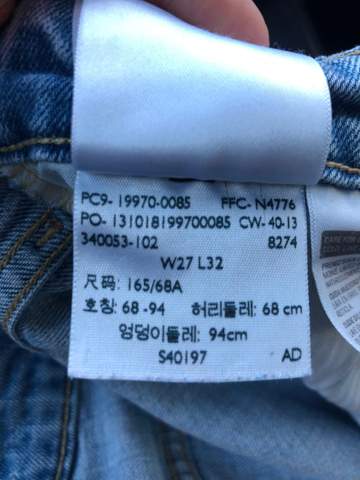 PC9- 19970-0085 FFC- N4776
PO- 131018199700085 CW- 40-13
340053-102 8274
W27 L32
尺码: 165/68A
호칭: 68 -94 허리둘레: 68 cm
엉덩이둘레: 94cm
S40197 AD